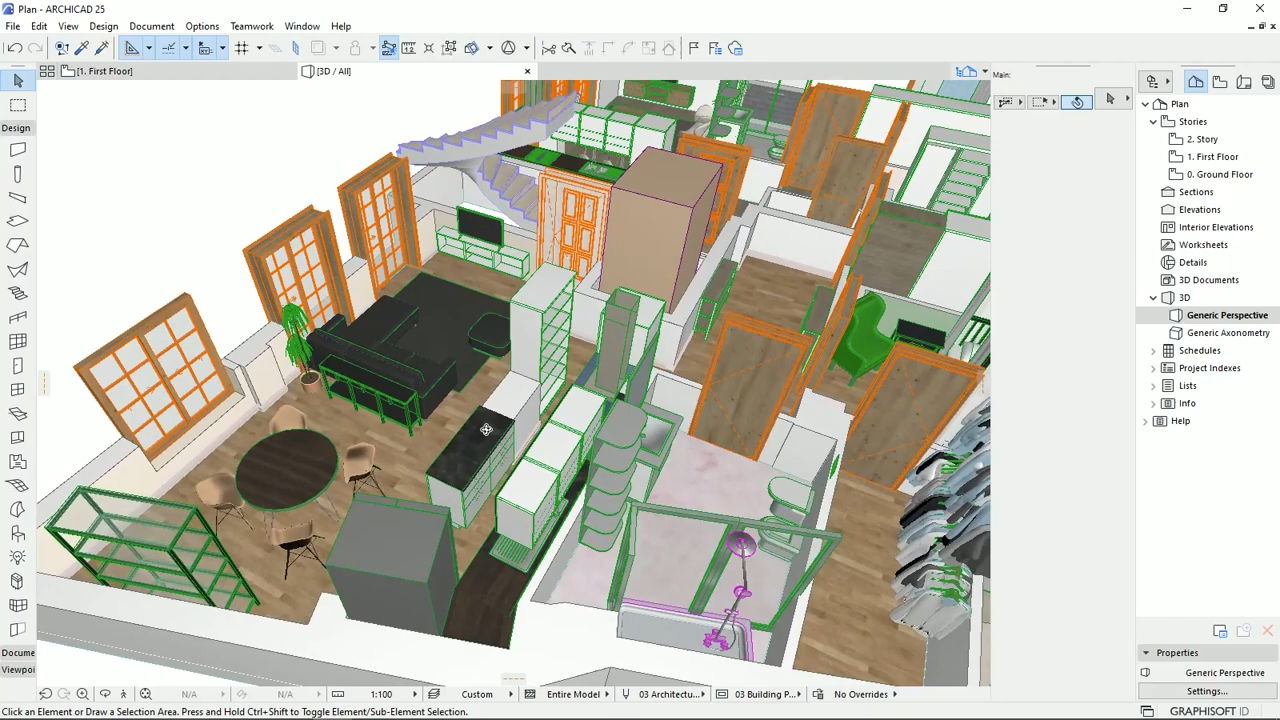 Plan - ARCHICAD 25
File Edit View Design Document Options Teamwork Window Help
[1. First Floor]
[3D / All]
Main:
Design
Docume
Viewpoi
Plan
Stories
2. Story
1. First Floor
0. Ground Floor
Sections
Elevations
Interior Elevations
Worksheets
Details
3D Documents
3D
Generic Perspective
Generic Axonometry
Schedules
Project Indexes
Lists
Info
Help
Properties
Generic Perspective
Settings...
N/A N/A 1:100 Custom Entire Model 03 Architectu... 03 Building P... No Overrides
Click an Element or Draw a Selection Area. Press and Hold Ctrl+Shift to Toggle Element/Sub-Element Selection.
GRAPHISOFT ID